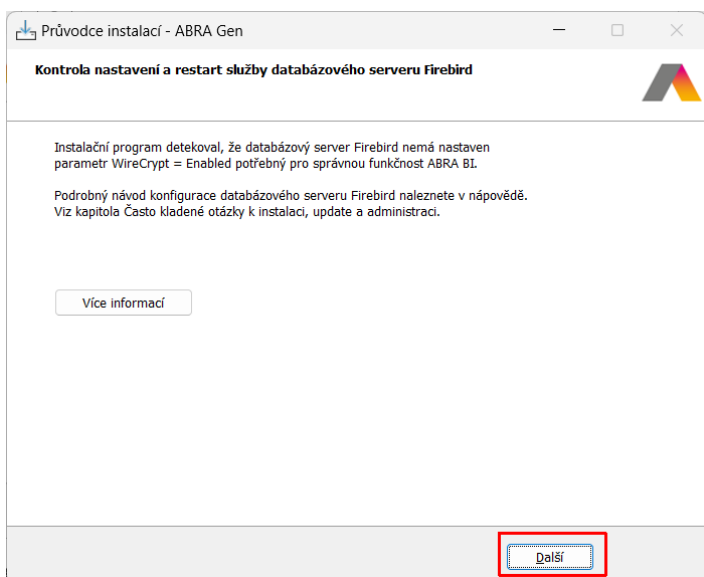 Průvodce instalací - ABRA Gen
Kontrola nastavení a restart služby databázového serveru Firebird
Instalační program detekoval, že databázový server Firebird nemá nastaven
parametr WireCrypt = Enabled potřebný pro správnou funkčnost ABRA BI.
Podrobný návod konfigurace databázového serveru Firebird naleznete v nápovědě.
Viz kapitola Často kladené otázky k instalaci, update a administraci.
Více informací
Další